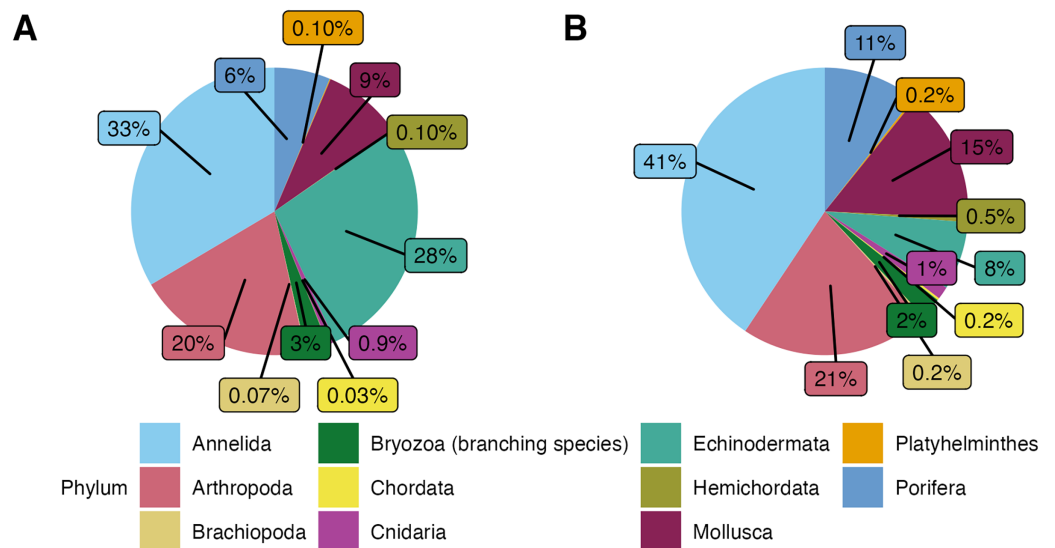 A
B
0.10%
11%
6%
9%
0.2%
33%
0.10%
15%
41%
0.5%
28%
1%
8%
20%
3%
0.9%
2%
0.2%
0.07%
0.03%
21%
0.2%
Annelida
Bryozoa (branching species)
Echinodermata
Platyhelminthes
Phylum
Arthropoda
Chordata
Hemichordata
Porifera
Brachiopoda
Cnidaria
Mollusca